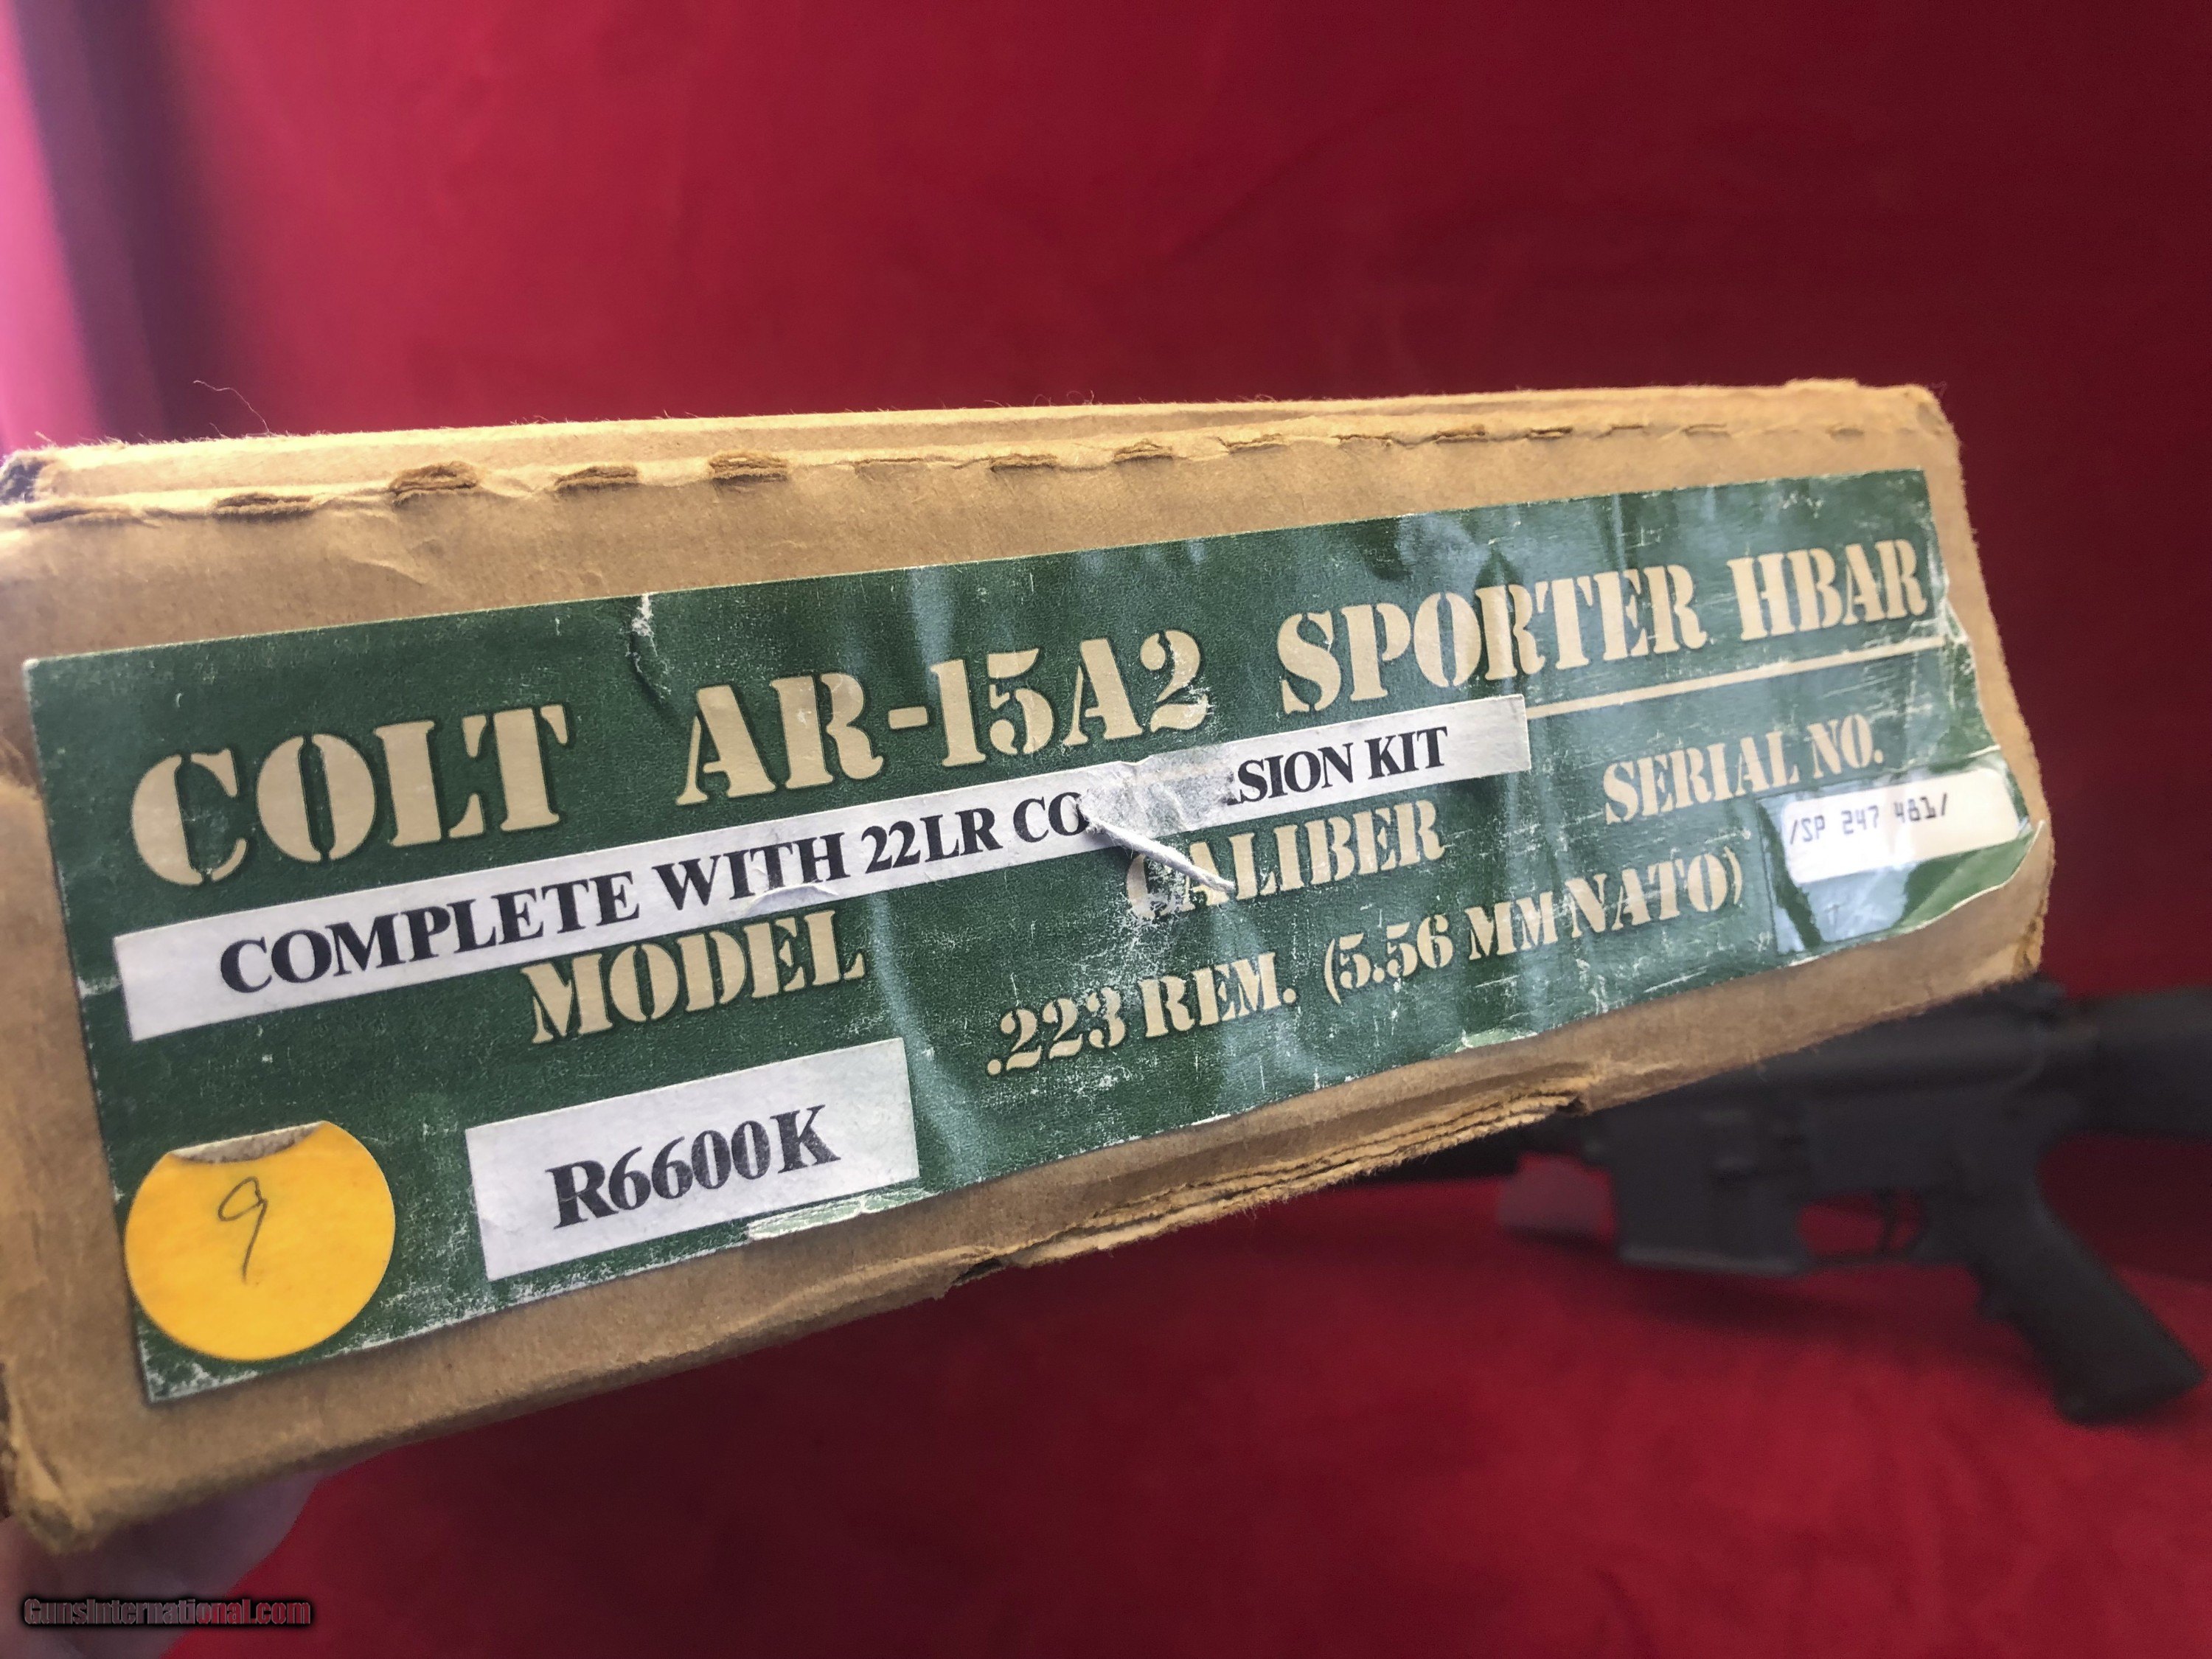 COLT AR-15A2 SPORTER HBAR
COMPLETE WITH 22LR CO SION KIT
MODEL CALIBER SERIAL NO.
R6600K .223 REM. (5.56 MM NATO) /SP 247 481/
9
GunsInternational.com